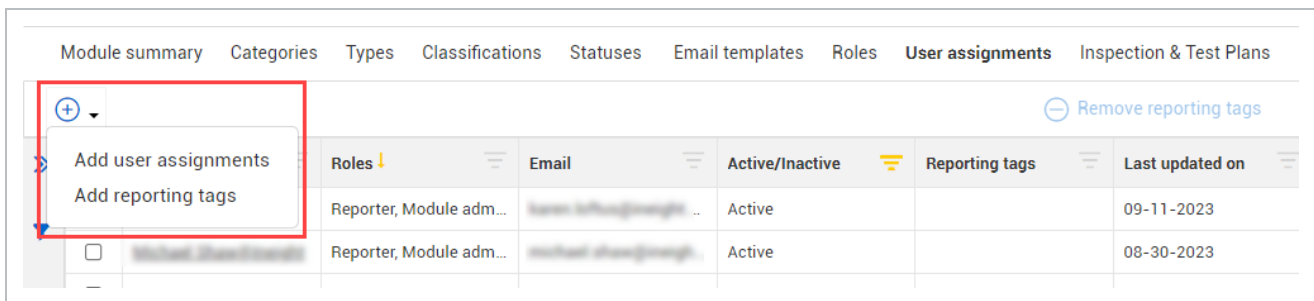 Module summary Categories Types Classifications Statuses Email templates Roles User assignments Inspection & Test Plans
Remove reporting tags
Add user assignments
Add reporting tags
Roles Email Active/Inactive Reporting tags Last updated on
Reporter, Module adm... Active 09-11-2023
Reporter, Module adm... Active 08-30-2023